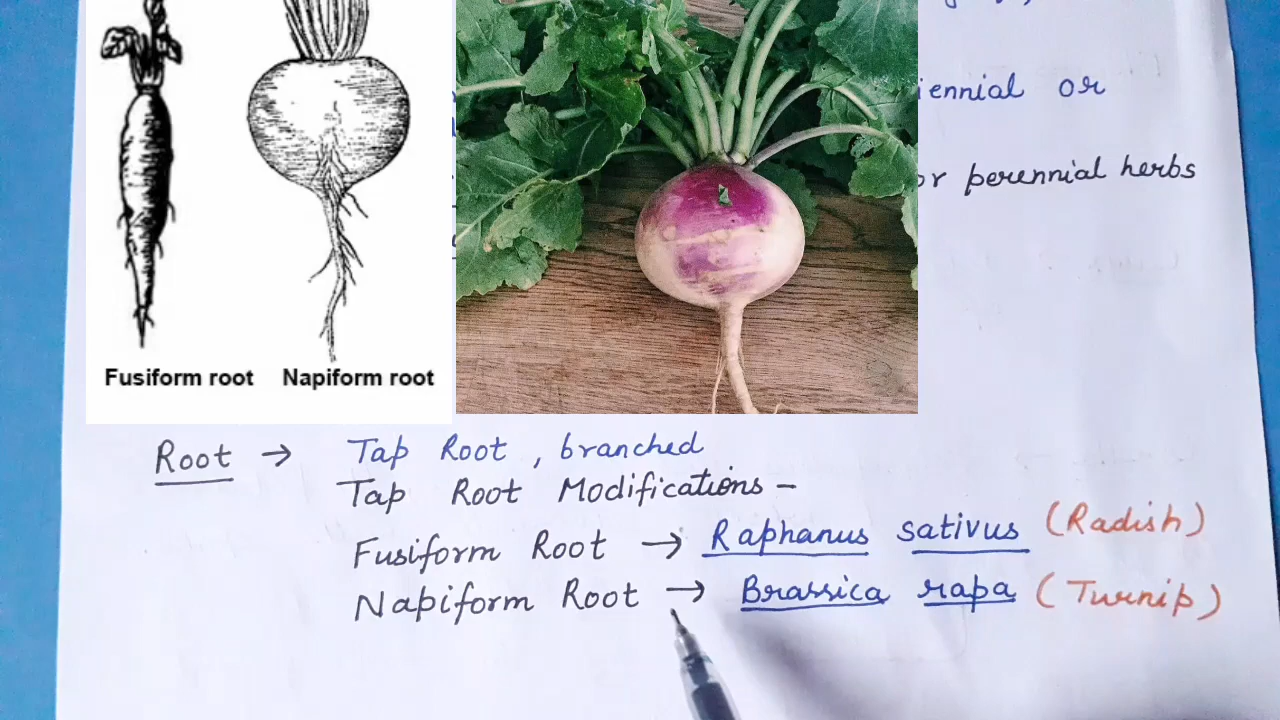 iennial or
or perennial herbs
Fusiform root Napiform root
Root → Tap Root , branched
Tap Root Modifications -
Fusiform Root → Raphanus sativus (Radish)
Napiform Root → Brassica rapa (Turnip)